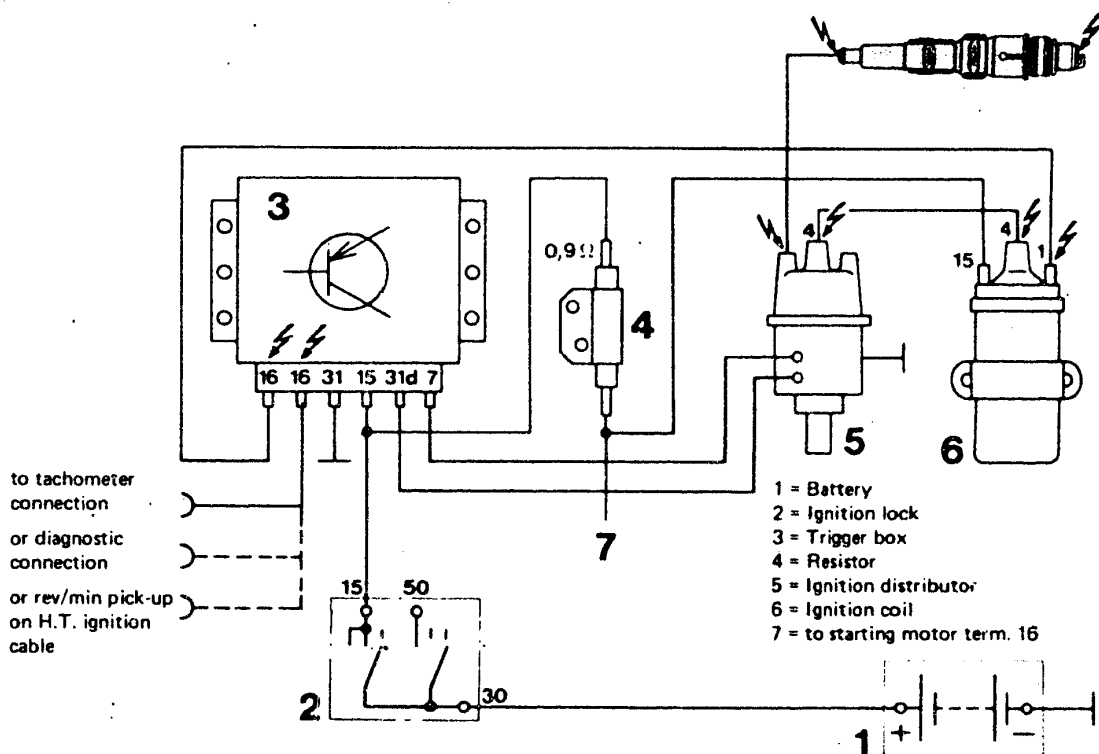 3
0,9 Ω
4
4
4
1
15
16 16 31 15 31d 7
5
6
to tachometer
connection
or diagnostic
connection
or rev/min pick-up
on H.T. ignition
cable
7
1 = Battery
2 = Ignition lock
3 = Trigger box
4 = Resistor
5 = Ignition distributor
6 = Ignition coil
7 = to starting motor term. 16
15 50
2
30
1
+ −